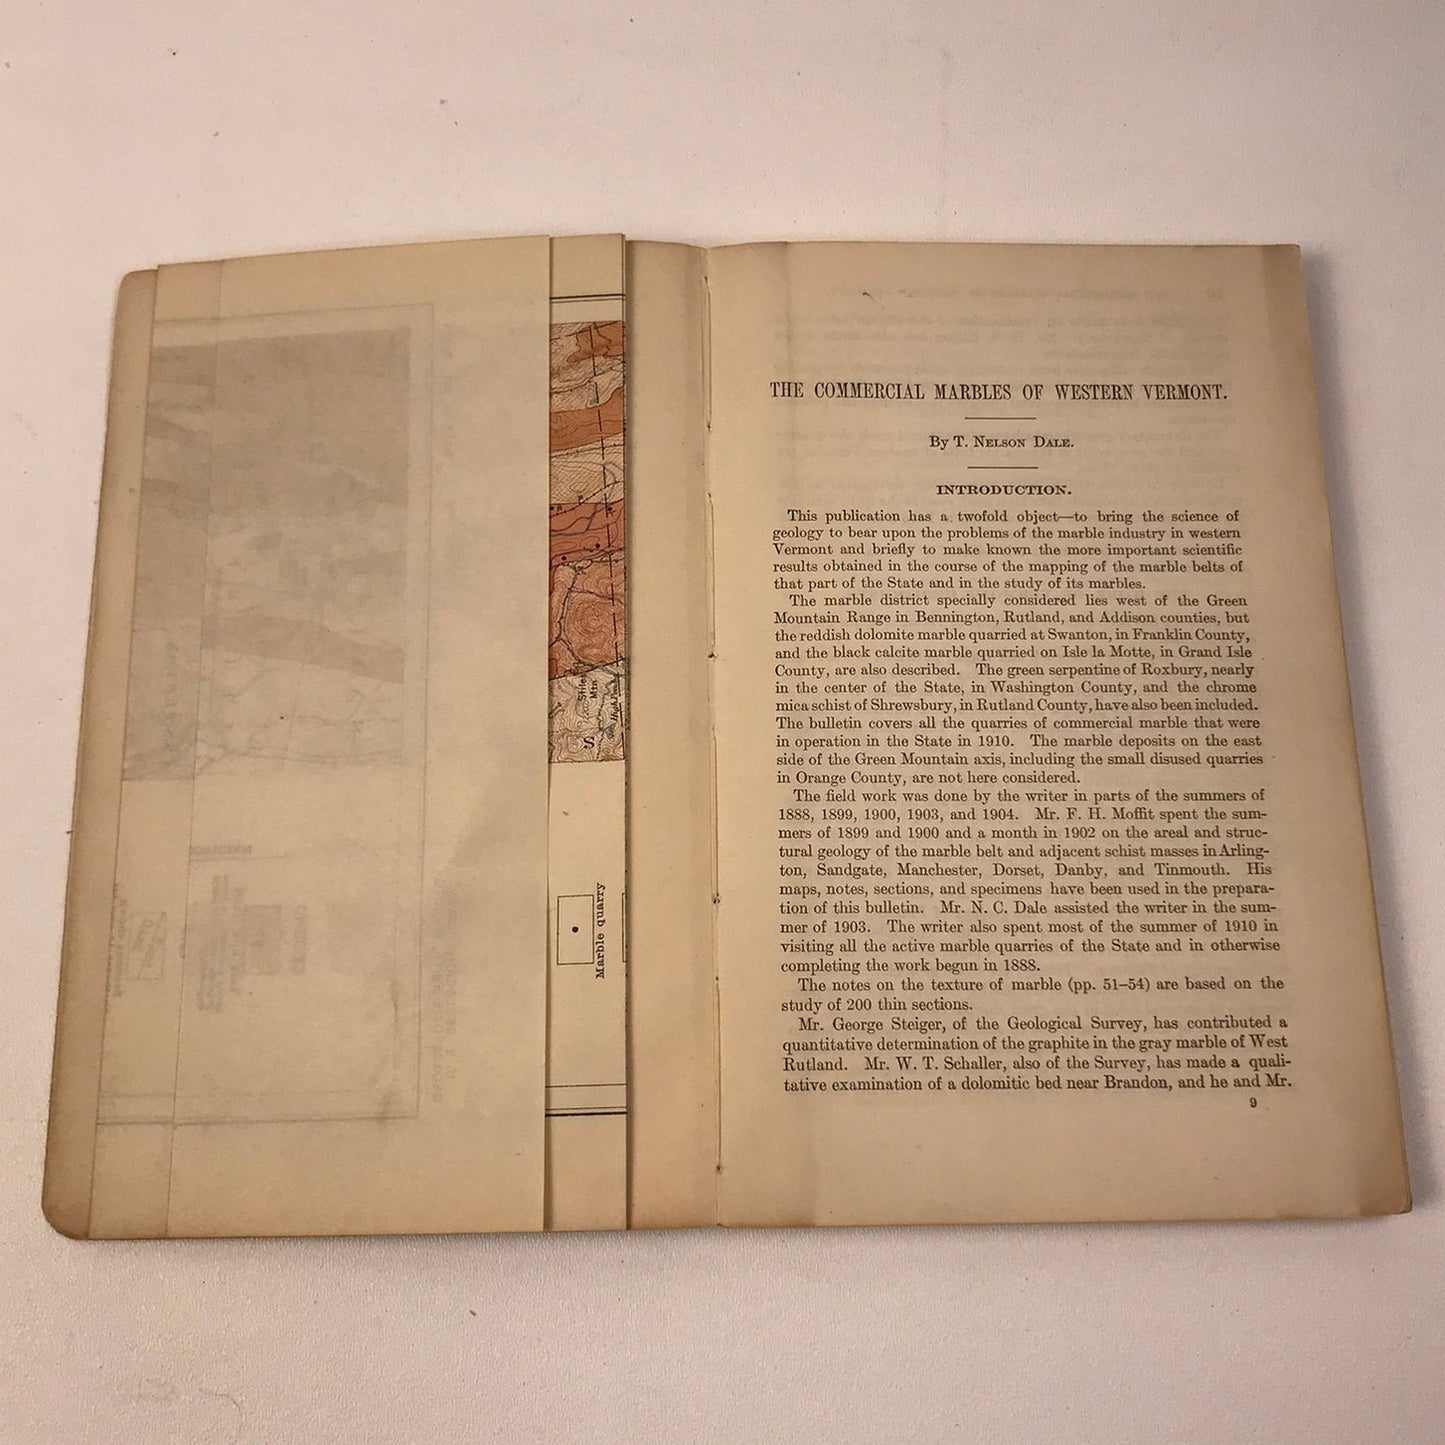 Stiles
Mtn
High Pond
S
Marble quarry
THE COMMERCIAL MARBLES OF WESTERN VERMONT.
By T. NELSON DALE.
INTRODUCTION.
This publication has a twofold object—to bring the science of
geology to bear upon the problems of the marble industry in western
Vermont and briefly to make known the more important scientific
results obtained in the course of the mapping of the marble belts of
that part of the State and in the study of its marbles.
The marble district specially considered lies west of the Green
Mountain Range in Bennington, Rutland, and Addison counties, but
the reddish dolomite marble quarried at Swanton, in Franklin County,
and the black calcite marble quarried on Isle la Motte, in Grand Isle
County, are also described. The green serpentine of Roxbury, nearly
in the center of the State, in Washington County, and the chrome
mica schist of Shrewsbury, in Rutland County, have also been included.
The bulletin covers all the quarries of commercial marble that were
in operation in the State in 1910. The marble deposits on the east
side of the Green Mountain axis, including the small disused quarries
in Orange County, are not here considered.
The field work was done by the writer in parts of the summers of
1888, 1899, 1900, 1903, and 1904. Mr. F. H. Moffit spent the sum-
mers of 1899 and 1900 and a month in 1902 on the areal and struc-
tural geology of the marble belt and adjacent schist masses in Arling-
ton, Sandgate, Manchester, Dorset, Danby, and Tinmouth. His
maps, notes, sections, and specimens have been used in the prepara-
tion of this bulletin. Mr. N. C. Dale assisted the writer in the sum-
mer of 1903. The writer also spent most of the summer of 1910 in
visiting all the active marble quarries of the State and in otherwise
completing the work begun in 1888.
The notes on the texture of marble (pp. 51–54) are based on the
study of 200 thin sections.
Mr. George Steiger, of the Geological Survey, has contributed a
quantitative determination of the graphite in the gray marble of West
Rutland. Mr. W. T. Schaller, also of the Survey, has made a quali-
tative examination of a dolomitic bed near Brandon, and he and Mr.
9